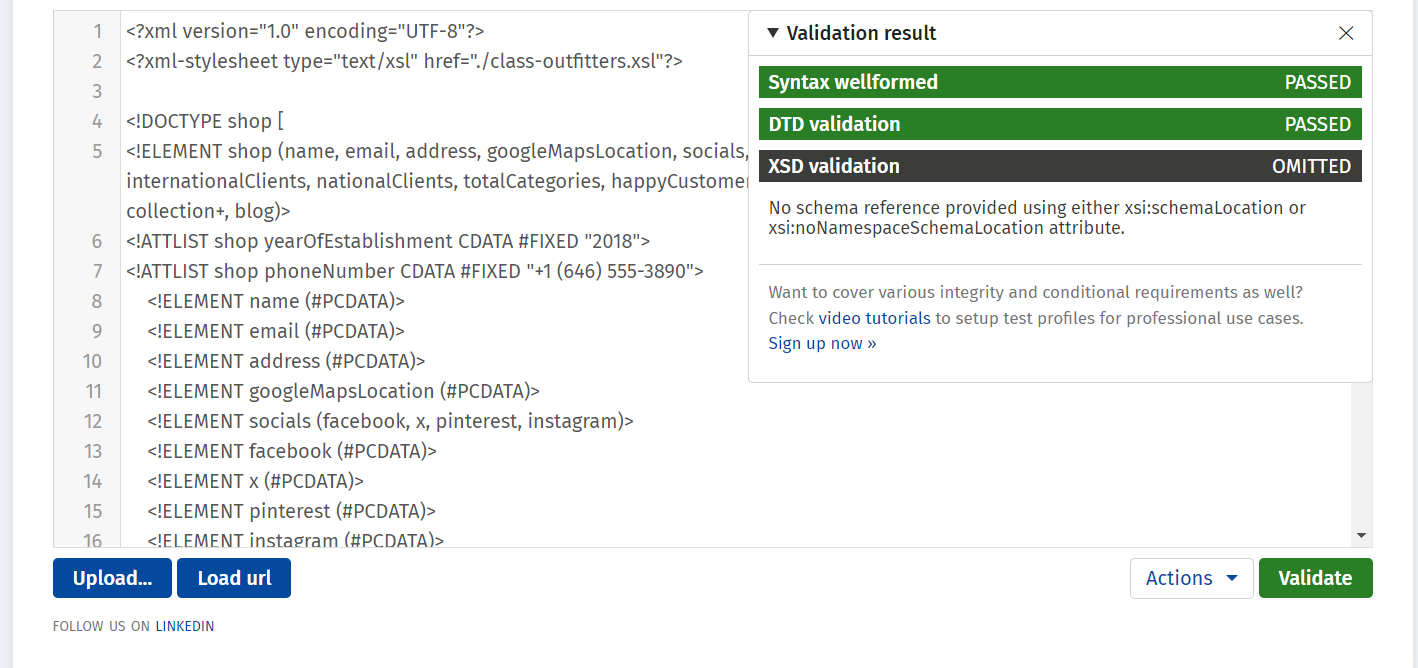 1 <?xml version="1.0" encoding="UTF-8"?>
2 <?xml-stylesheet type="text/xsl" href="./class-outfitters.xsl"?>
3
4 <!DOCTYPE shop [
5 <!ELEMENT shop (name, email, address, googleMapsLocation, socials,
internationalClients, nationalClients, totalCategories,
collection+, blog)>
6 <!ATTLIST shop yearOfEstablishment CDATA #FIXED "2018">
7 <!ATTLIST shop phoneNumber CDATA #FIXED "+1 (646) 555-3890">
8 <!ELEMENT name (#PCDATA)>
9 <!ELEMENT email (#PCDATA)>
10 <!ELEMENT address (#PCDATA)>
11 <!ELEMENT googleMapsLocation (#PCDATA)>
12 <!ELEMENT socials (facebook, x, pinterest, instagram)>
13 <!ELEMENT facebook (#PCDATA)>
14 <!ELEMENT x (#PCDATA)>
15 <!ELEMENT pinterest (#PCDATA)>
16 <!ELEMENT instagram (#PCDATA)>
Validation result
Syntax wellformed PASSED
DTD validation PASSED
XSD validation OMITTED
No schema reference provided using either xsi:schemaLocation or
xsi:noNamespaceSchemaLocation attribute.
Want to cover various integrity and conditional requirements as well?
Check video tutorials to setup test profiles for professional use cases.
Sign up now »
Upload... Load url Actions Validate
FOLLOW US ON LINKEDIN